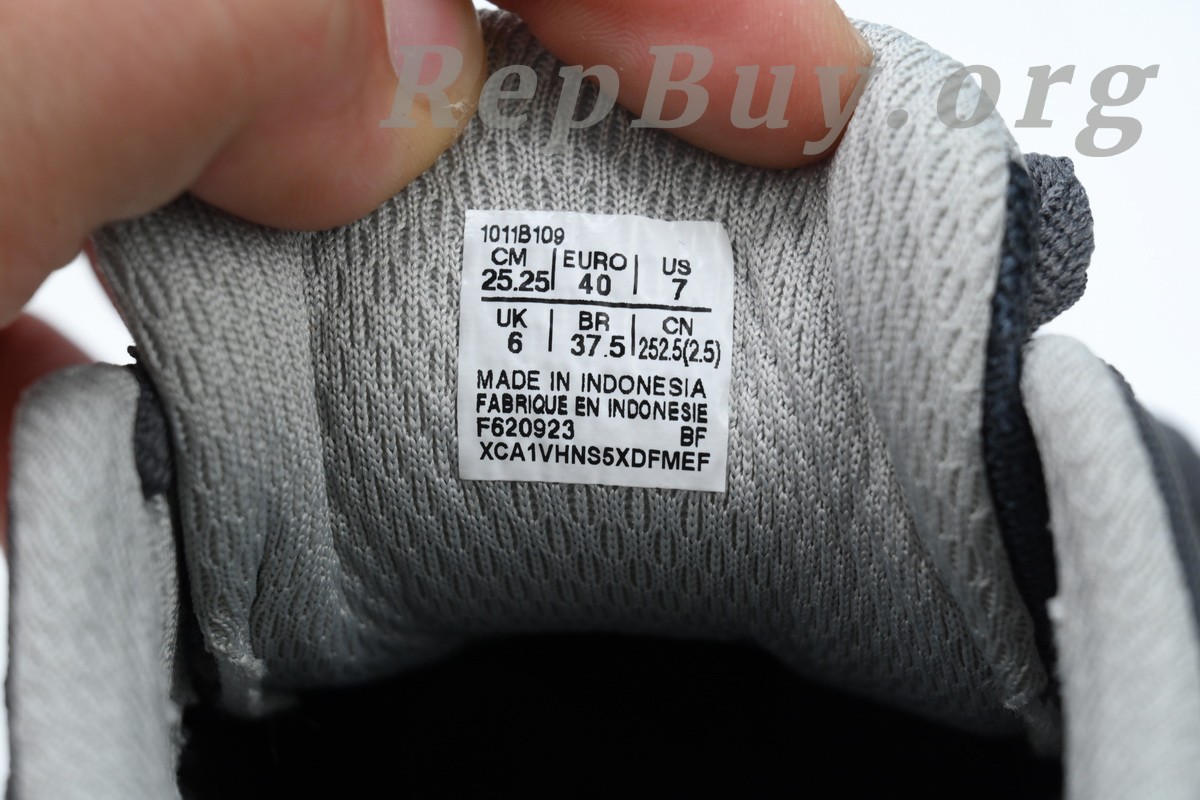 RepBuy.org
1011B109
CM | EURO | US
25.25 | 40 | 7
UK | BR | CN
6 | 37.5 | 252.5(2.5)
MADE IN INDONESIA
FABRIQUE EN INDONESIE
F620923 BF
XCA1VHNS5XDFMEF